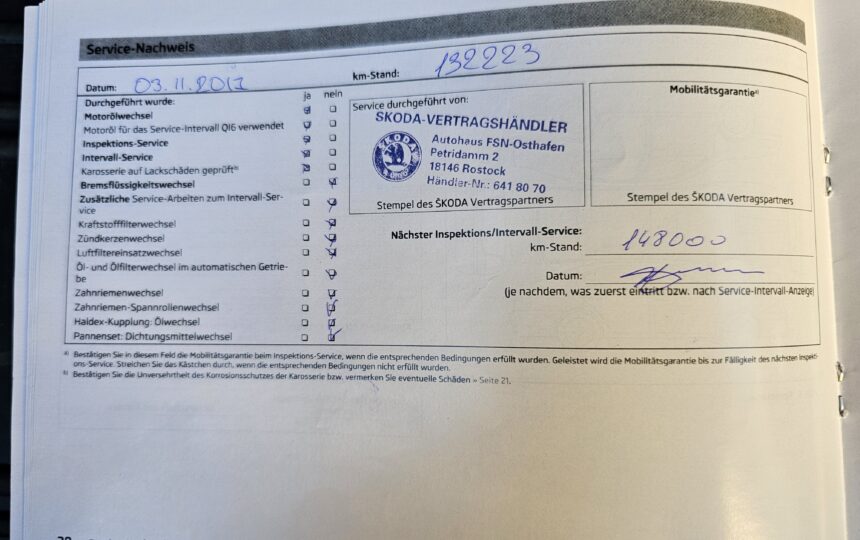 Service-Nachweis
Datum: 03.11.2017 km-Stand: 132223
Durchgeführt wurde: ja nein
Motorölwechsel
Motoröl für das Service-Intervall QI6 verwendet
Inspektions-Service
Intervall-Service
Karosserie auf Lackschäden geprüft b)
Bremsflüssigkeitswechsel
Zusätzliche Service-Arbeiten zum Intervall-Ser-
vice
Kraftstofffilterwechsel
Zündkerzenwechsel
Luftfiltereinsatzwechsel
Öl- und Ölfilterwechsel im automatischen Getrie-
be
Zahnriemenwechsel
Zahnriemen-Spannrollenwechsel
Haldex-Kupplung: Ölwechsel
Pannenset: Dichtungsmittelwechsel
Service durchgeführt von:
SKODA-VERTRAGSHÄNDLER
SKODA
Autohaus FSN-Osthafen
Petridamm 2
18146 Rostock
Händler-Nr.: 641 80 70
Stempel des ŠKODA Vertragspartners
Mobilitätsgarantie a)
Stempel des ŠKODA Vertragspartners
Nächster Inspektions/Intervall-Service:
km-Stand: 148000
Datum:
(je nachdem, was zuerst eintritt bzw. nach Service-Intervall-Anzeige)
a) Bestätigen Sie in diesem Feld die Mobilitätsgarantie beim Inspektions-Service, wenn die entsprechenden Bedingungen erfüllt wurden. Geleistet wird die Mobilitätsgarantie bis zur Fälligkeit des nächsten Inspekti-
ons-Service. Streichen Sie das Kästchen durch, wenn die entsprechenden Bedingungen nicht erfüllt wurden.
b) Bestätigen Sie die Unversehrtheit des Korrosionsschutzes der Karosserie bzw. vermerken Sie eventuelle Schäden » Seite 21.